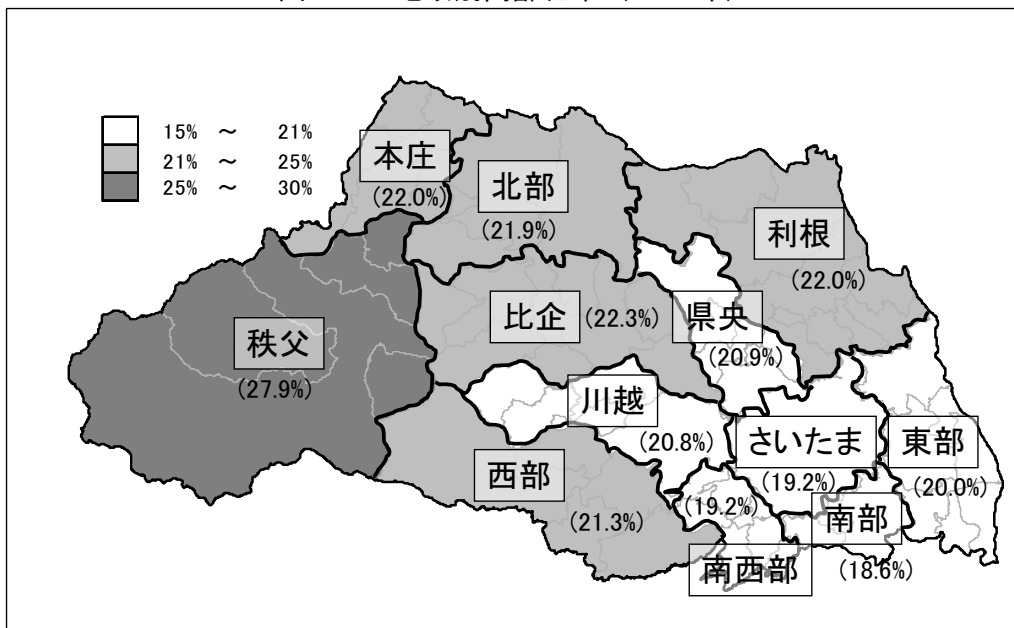 15% ～ 21%
21% ～ 25%
25% ～ 30%
本庄
(22.0%)
北部
(21.9%)
利根
(22.0%)
比企 (22.3%)
県央
(20.9%)
秩父
(27.9%)
川越
(20.8%)
さいたま
(19.2%)
東部
(20.0%)
西部
(21.3%)
(19.2%)
南西部
南部
(18.6%)